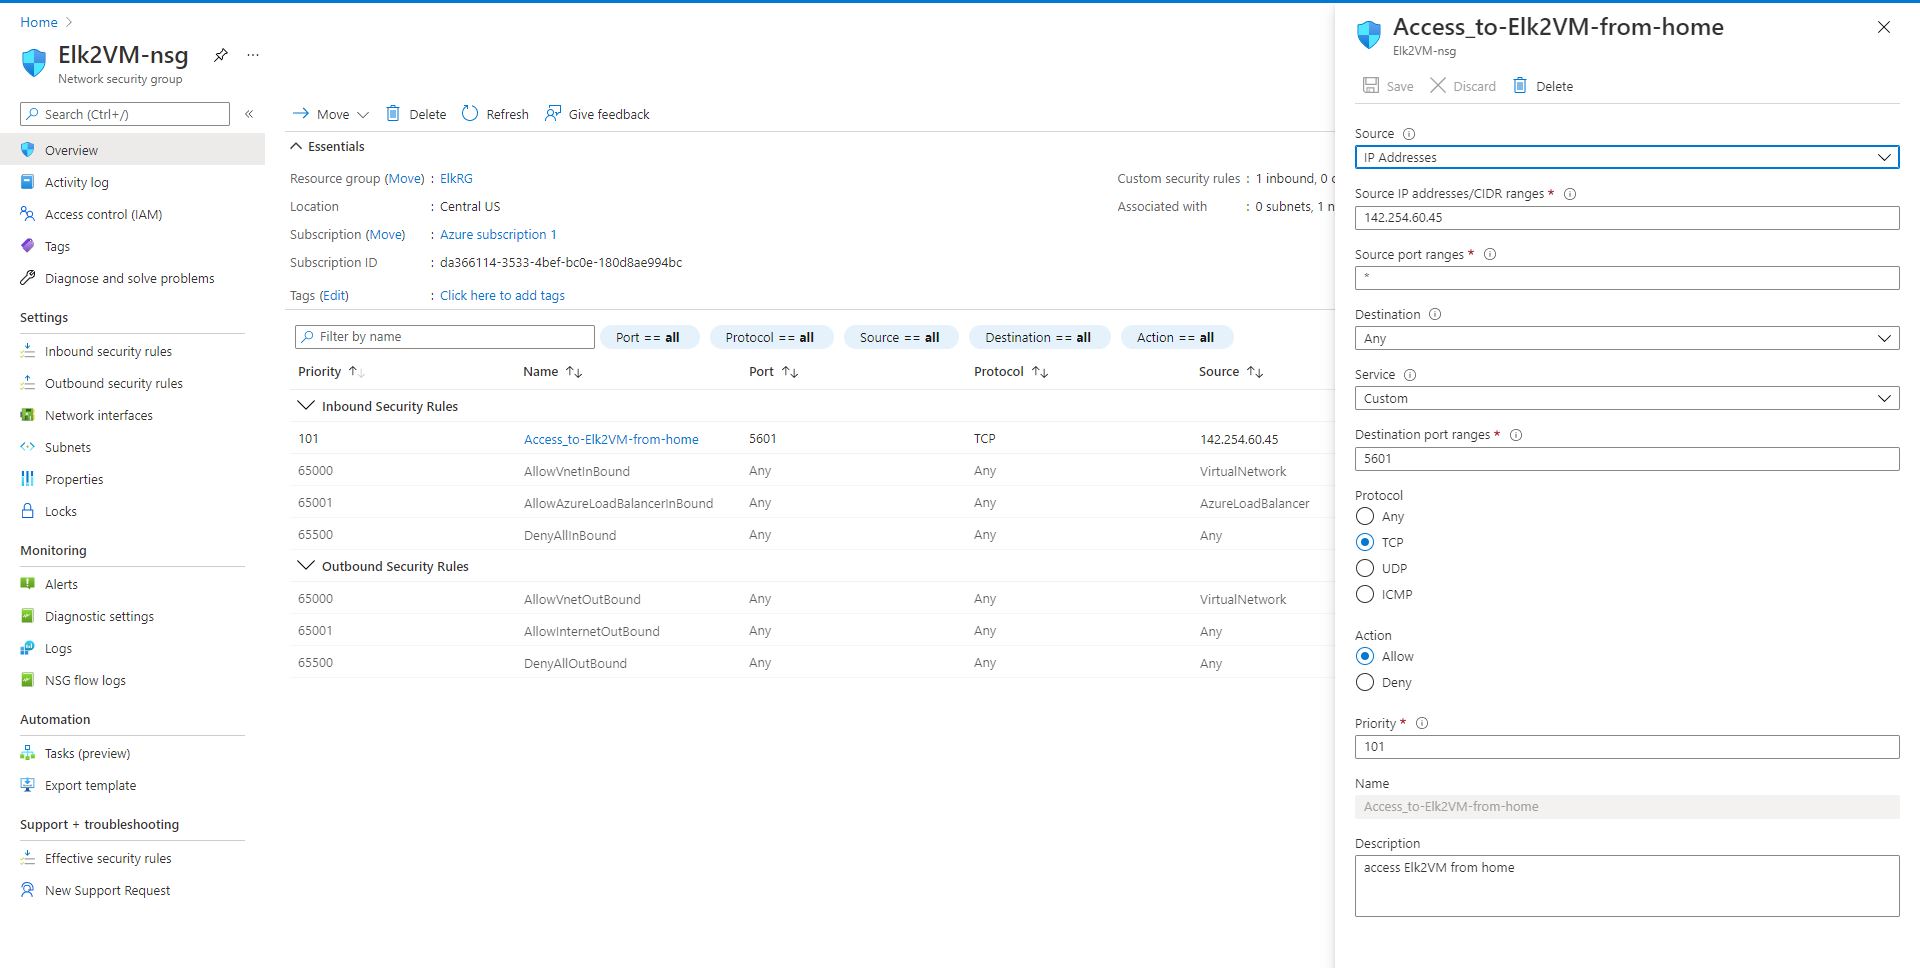 Home
Elk2VM-nsg
Network security group
Search (Ctrl+/)
Overview
Activity log
Access control (IAM)
Tags
Diagnose and solve problems
Settings
Inbound security rules
Outbound security rules
Network interfaces
Subnets
Properties
Locks
Monitoring
Alerts
Diagnostic settings
Logs
NSG flow logs
Automation
Tasks (preview)
Export template
Support + troubleshooting
Effective security rules
New Support Request
Move Delete Refresh Give feedback
Essentials
Resource group (Move) : ElkRG
Location : Central US
Subscription (Move) : Azure subscription 1
Subscription ID : da366114-3533-4bef-bc0e-180d8ae994bc
Tags (Edit) : Click here to add tags
Custom security rules : 1 inbound, 0
Associated with : 0 subnets, 1
Filter by name Port == all Protocol == all Source == all Destination == all Action == all
Priority Name Port Protocol Source
Inbound Security Rules
101 Access_to-Elk2VM-from-home 5601 TCP 142.254.60.45
65000 AllowVnetInBound Any Any VirtualNetwork
65001 AllowAzureLoadBalancerInBound Any Any AzureLoadBalancer
65500 DenyAllInBound Any Any Any
Outbound Security Rules
65000 AllowVnetOutBound Any Any VirtualNetwork
65001 AllowInternetOutBound Any Any Any
65500 DenyAllOutBound Any Any Any
Access_to-Elk2VM-from-home
Elk2VM-nsg
Save Discard Delete
Source
IP Addresses
Source IP addresses/CIDR ranges *
142.254.60.45
Source port ranges *
*
Destination
Any
Service
Custom
Destination port ranges *
5601
Protocol
Any
TCP
UDP
ICMP
Action
Allow
Deny
Priority *
101
Name
Access_to-Elk2VM-from-home
Description
access Elk2VM from home